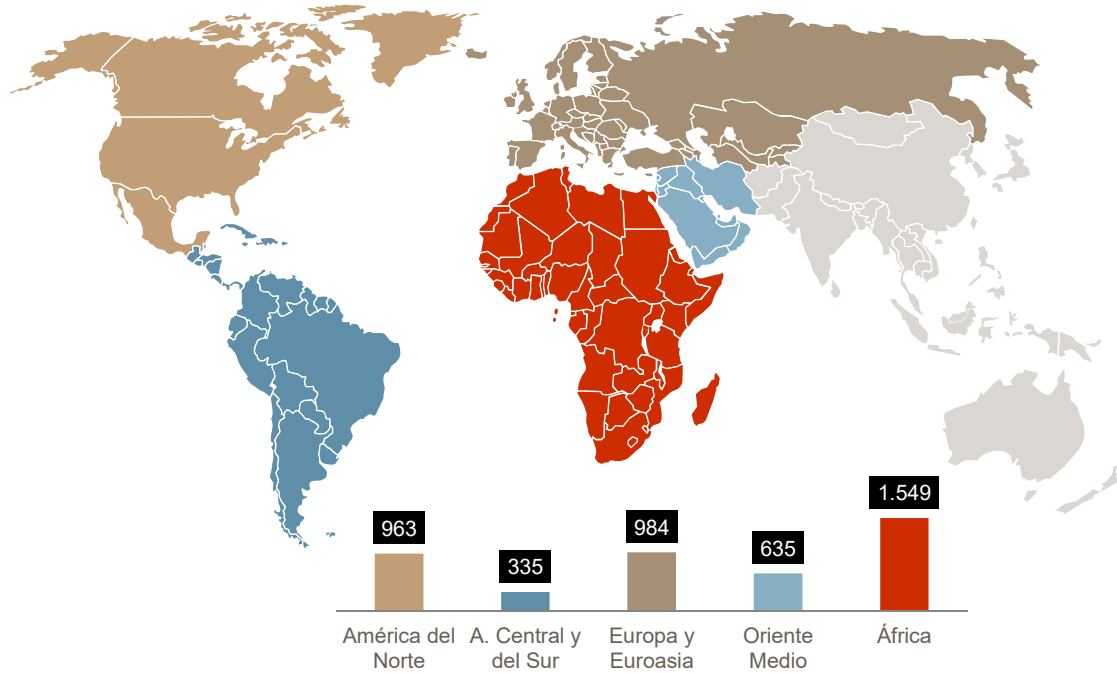 963
335
984
635
1.549
América del
Norte
A. Central y
del Sur
Europa y
Euroasia
Oriente
Medio
África